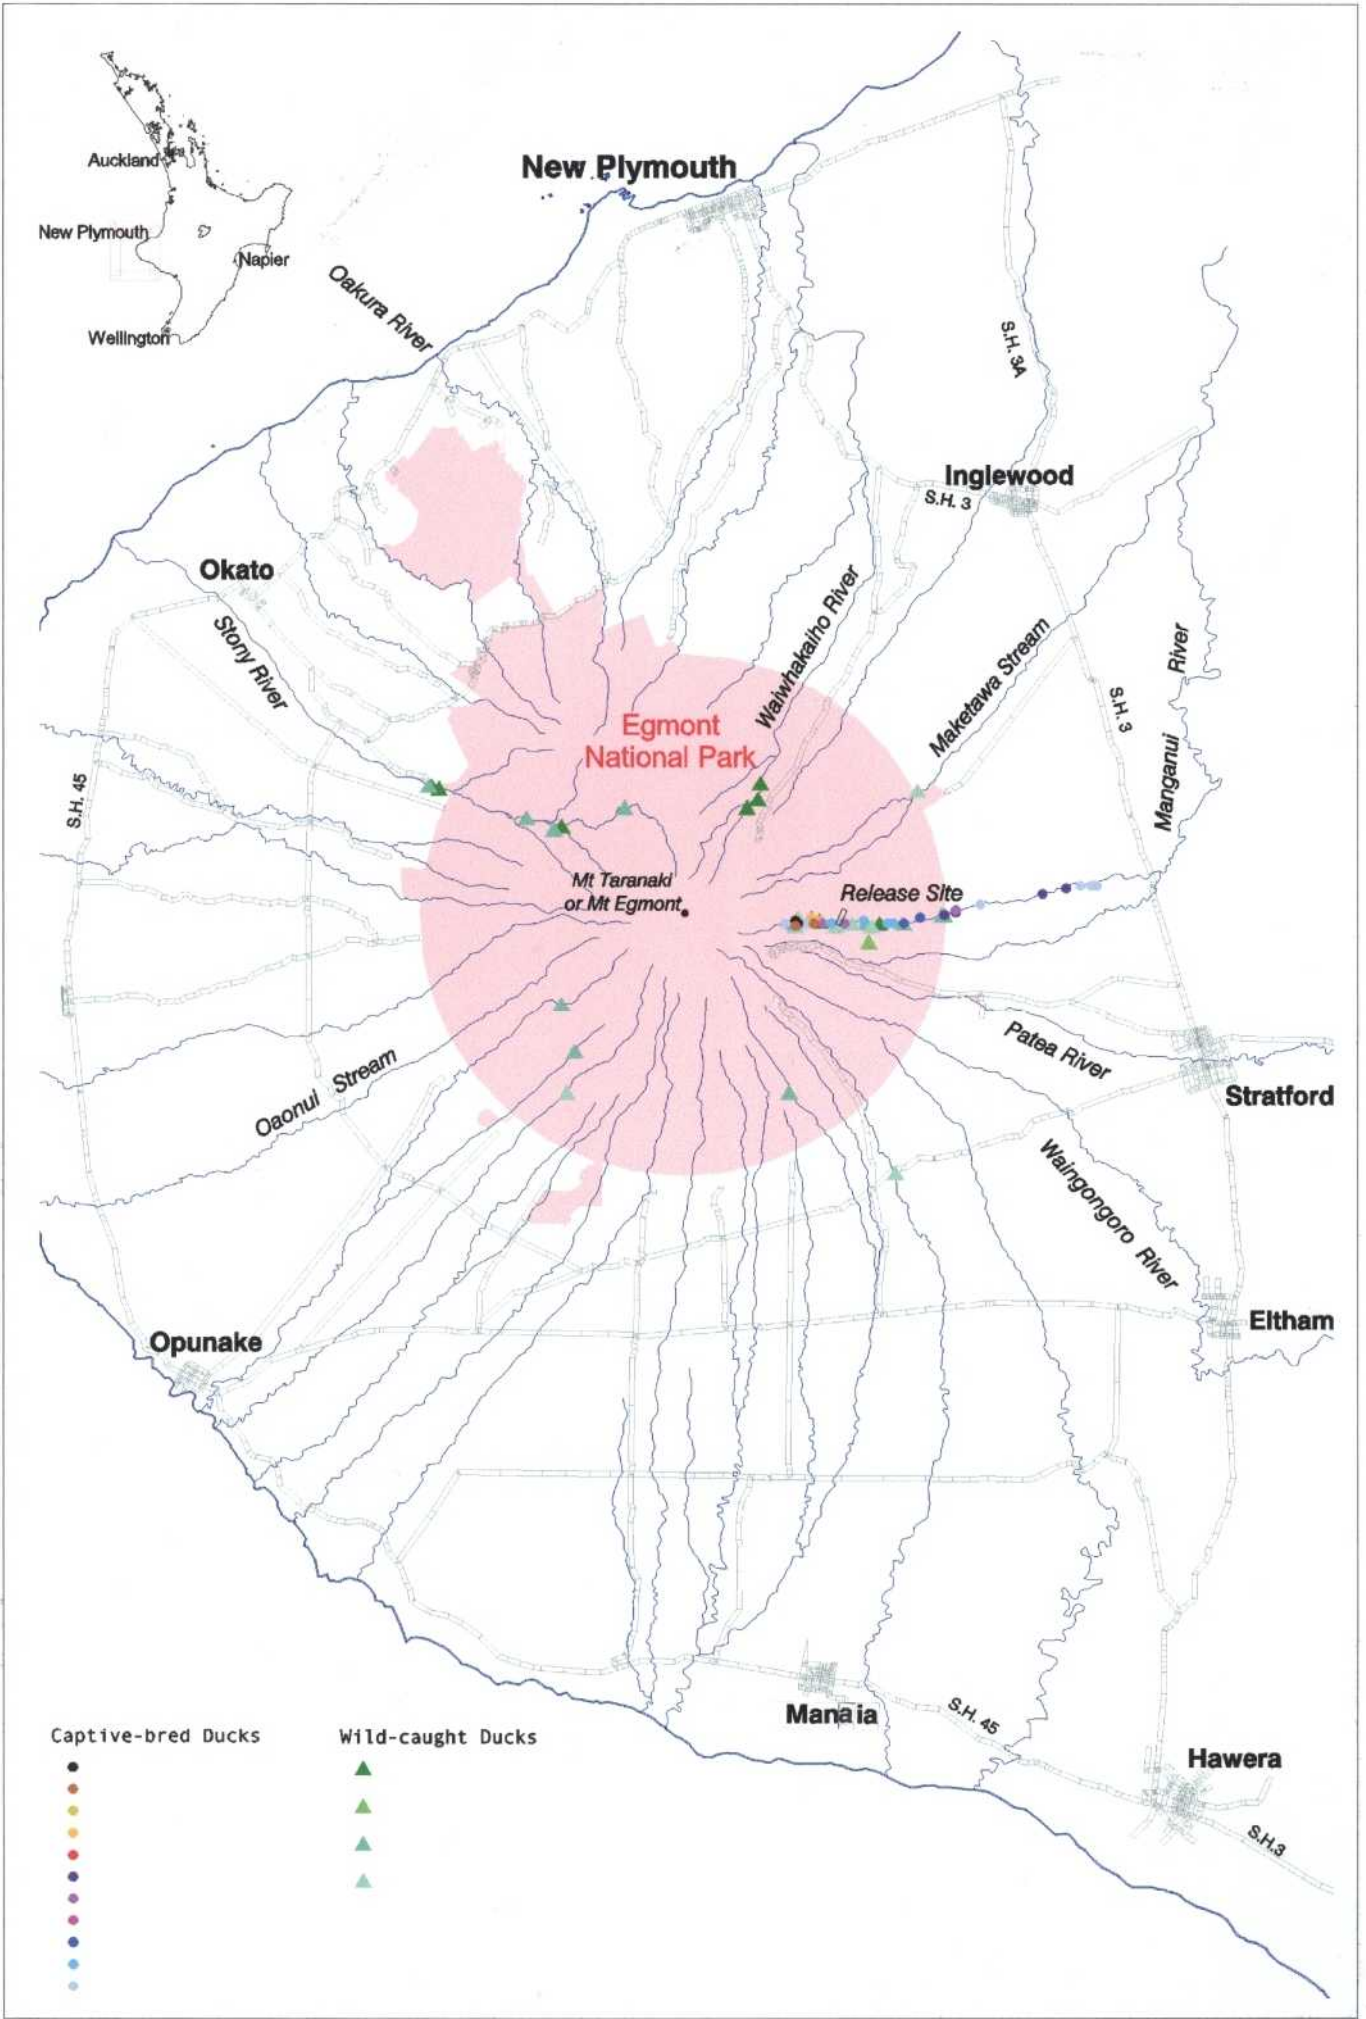 Auckland
New Plymouth
Napier
Wellington
New Plymouth
Oakura River
S.H. 3A
Inglewood
S.H. 3
Okato
Stony River
Waiwhakaiho River
Maketawa Stream
S.H. 3
Manganui River
Egmont
National Park
S.H. 45
Mt Taranaki
or Mt Egmont
Release Site
Oaonui Stream
Patea River
Stratford
Waingongoro River
Eltham
Opunake
Manaia
S.H. 45
Hawera
S.H.3
Captive-bred Ducks
Wild-caught Ducks